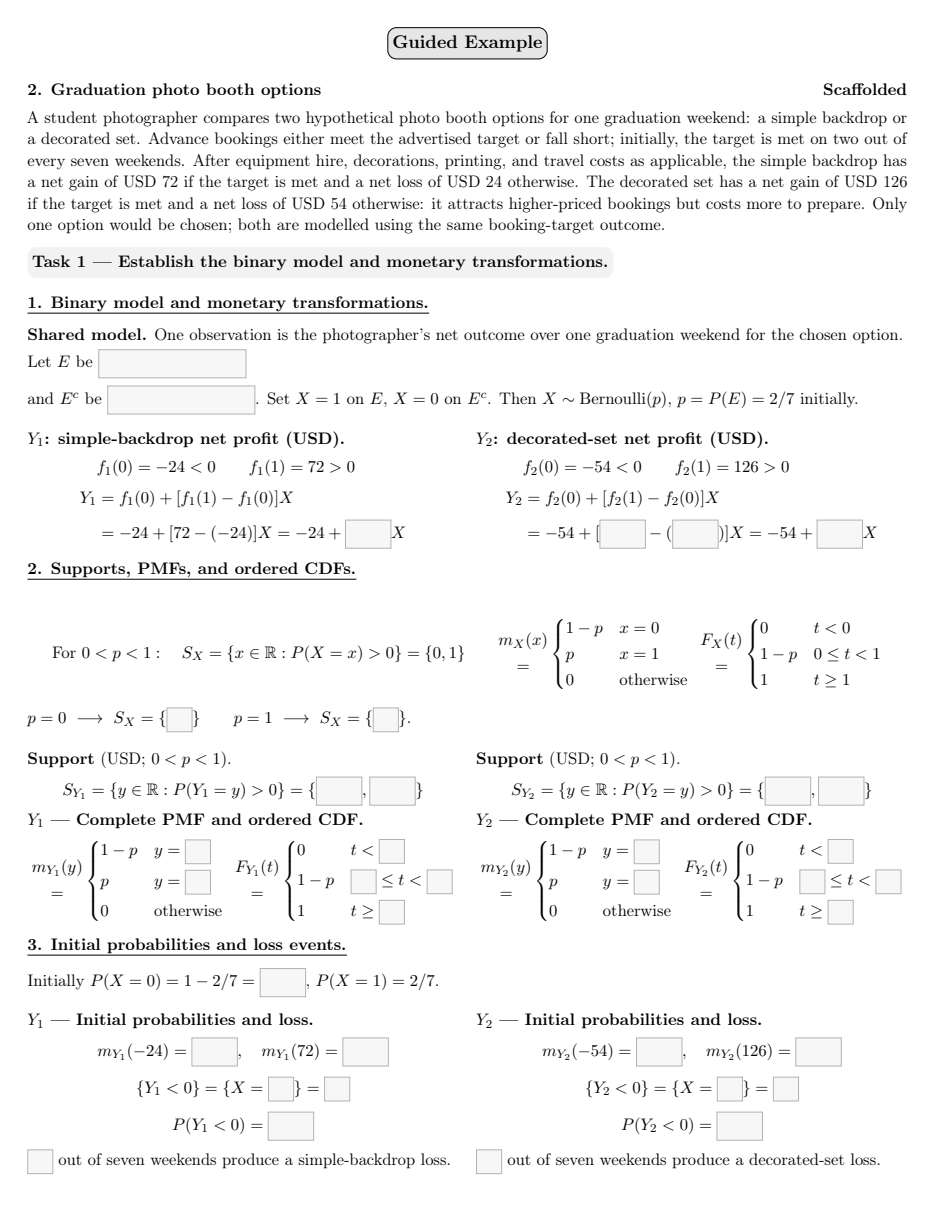 Guided Example
2. Graduation photo booth options Scaffolded
A student photographer compares two hypothetical photo booth options for one graduation weekend: a simple backdrop or
a decorated set. Advance bookings either meet the advertised target or fall short; initially, the target is met on two out of
every seven weekends. After equipment hire, decorations, printing, and travel costs as applicable, the simple backdrop has
a net gain of USD 72 if the target is met and a net loss of USD 24 otherwise. The decorated set has a net gain of USD 126
if the target is met and a net loss of USD 54 otherwise: it attracts higher-priced bookings but costs more to prepare. Only
one option would be chosen; both are modelled using the same booking-target outcome.
Task 1 — Establish the binary model and monetary transformations.
1. Binary model and monetary transformations.
Shared model. One observation is the photographer's net outcome over one graduation weekend for the chosen option.
Let E be
and Eᶜ be . Set X = 1 on E, X = 0 on Eᶜ. Then X ∼ Bernoulli(p), p = P(E) = 2/7 initially.
Y₁: simple-backdrop net profit (USD).
f₁(0) = −24 < 0 f₁(1) = 72 > 0
Y₁ = f₁(0) + [f₁(1) − f₁(0)]X
= −24 + [72 − (−24)]X = −24 + X
Y₂: decorated-set net profit (USD).
f₂(0) = −54 < 0 f₂(1) = 126 > 0
Y₂ = f₂(0) + [f₂(1) − f₂(0)]X
= −54 + [ − ( )]X = −54 + X
2. Supports, PMFs, and ordered CDFs.
For 0 < p < 1 : S_X = {x ∈ ℝ : P(X = x) > 0} = {0, 1}
m_X(x) =
{ 1 − p x = 0
p x = 1
0 otherwise
F_X(t) =
{ 0 t < 0
1 − p 0 ≤ t < 1
1 t ≥ 1
p = 0 ⟶ S_X = { } p = 1 ⟶ S_X = { }.
Support (USD; 0 < p < 1).
S_Y₁ = {y ∈ ℝ : P(Y₁ = y) > 0} = { , }
Y₁ — Complete PMF and ordered CDF.
m_Y₁(y) =
{ 1 − p y =
p y =
0 otherwise
F_Y₁(t) =
{ 0 t <
1 − p ≤ t <
1 t ≥
Support (USD; 0 < p < 1).
S_Y₂ = {y ∈ ℝ : P(Y₂ = y) > 0} = { , }
Y₂ — Complete PMF and ordered CDF.
m_Y₂(y) =
{ 1 − p y =
p y =
0 otherwise
F_Y₂(t) =
{ 0 t <
1 − p ≤ t <
1 t ≥
3. Initial probabilities and loss events.
Initially P(X = 0) = 1 − 2/7 = , P(X = 1) = 2/7.
Y₁ — Initial probabilities and loss.
m_Y₁(−24) = , m_Y₁(72) =
{Y₁ < 0} = {X = } =
P(Y₁ < 0) =
out of seven weekends produce a simple-backdrop loss.
Y₂ — Initial probabilities and loss.
m_Y₂(−54) = , m_Y₂(126) =
{Y₂ < 0} = {X = } =
P(Y₂ < 0) =
out of seven weekends produce a decorated-set loss.